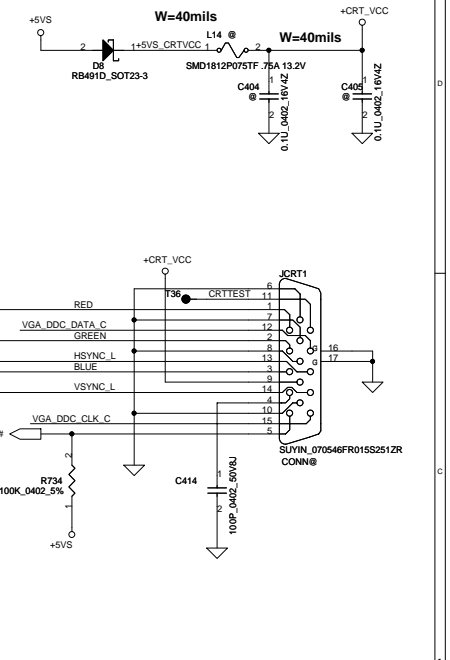 +CRT_VCC
W=40mils
+5VS
L14 @
W=40mils
2
1
+5VS_CRTVCC
1
2
D8
RB491D_SOT23-3
SMD1812P075TF .75A 13.2V
D
1
C404
@
2
0.1U_0402_16V4Z
1
C405
@
2
0.1U_0402_16V4Z
+CRT_VCC
JCRT1
6
T36
CRTTEST
11
RED
1
7
VGA_DDC_DATA_C
12
GREEN
2
8
G
16
HSYNC_L
13
G
17
BLUE
3
9
VSYNC_L
14
4
10
VGA_DDC_CLK_C
15
#
5
SUYIN_070546FR015S251ZR
CONN@
2
R734
100K_0402_5%
1
+5VS
C414
1
2
100P_0402_50V8J
C